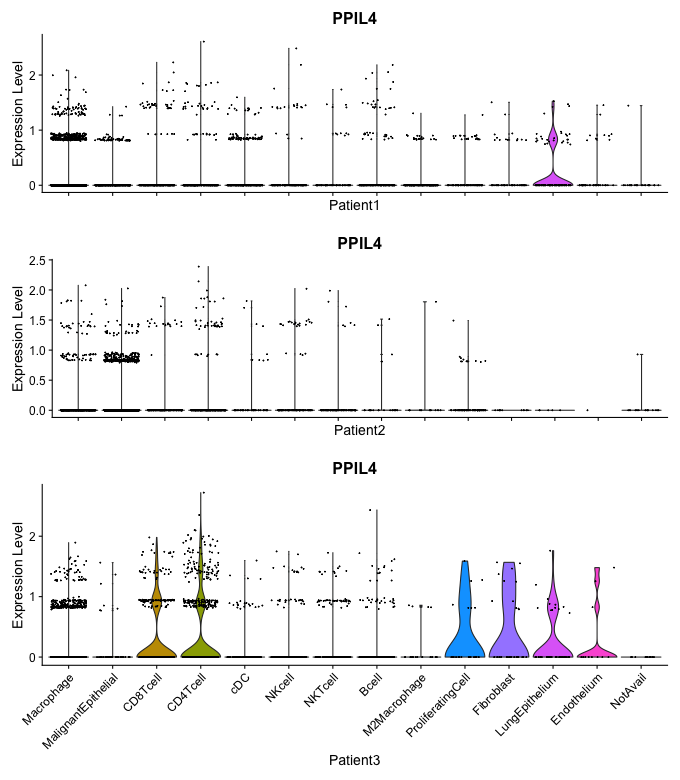 PPIL4
Expression Level
2
1
0
Patient1
PPIL4
Expression Level
2.5
2.0
1.5
1.0
0.5
0.0
Patient2
PPIL4
Expression Level
2
1
0
Macrophage
MalignantEpithelial
CD8Tcell
CD4Tcell
cDC
NKcell
NKTcell
Bcell
M2Macrophage
ProliferatingCell
Fibroblast
LungEpithelium
Endothelium
NotAvail
Patient3